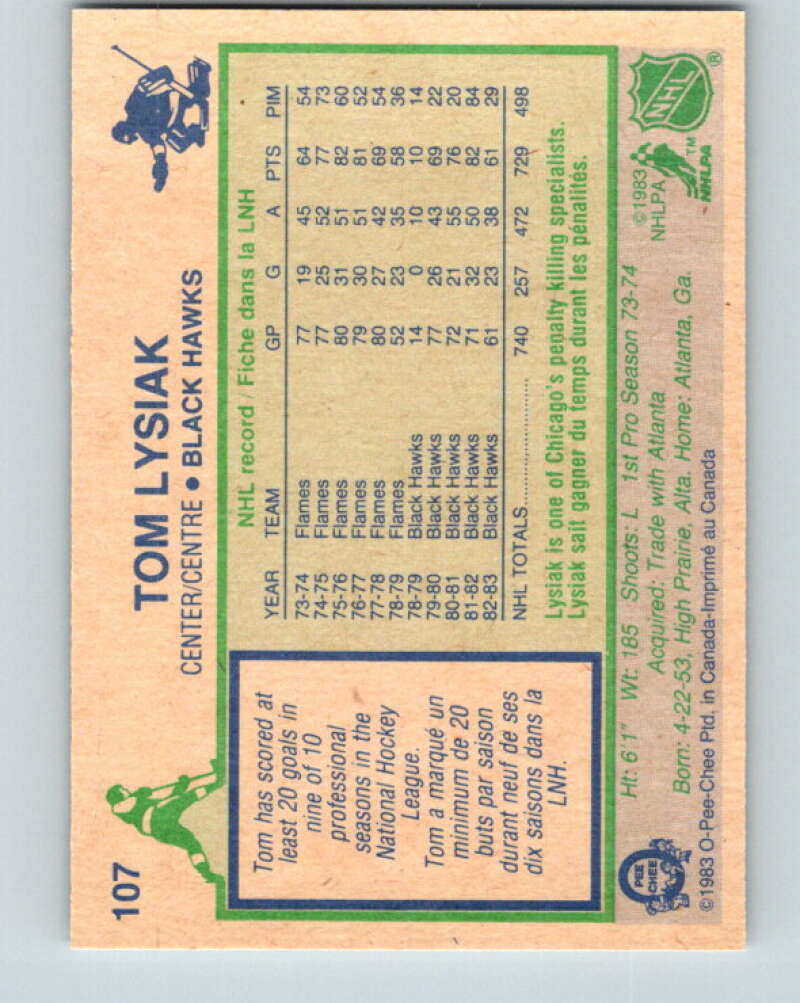 107
TOM LYSIAK
CENTER/CENTRE • BLACK HAWKS
Tom has scored at
least 20 goals in
nine of 10
professional
seasons in the
National Hockey
League.
Tom a marqué un
minimum de 20
buts par saison
durant neuf de ses
dix saisons dans la
LNH.
NHL record / Fiche dans la LNH
YEAR TEAM GP G A PTS PIM
73-74 Flames 77 19 45 64 54
74-75 Flames 77 25 52 77 73
75-76 Flames 80 31 51 82 60
76-77 Flames 79 30 51 81 52
77-78 Flames 80 27 42 69 54
78-79 Flames 52 23 35 58 36
78-79 Black Hawks 14 0 10 10 14
79-80 Black Hawks 77 26 43 69 22
80-81 Black Hawks 72 21 55 76 20
81-82 Black Hawks 71 32 50 82 84
82-83 Black Hawks 61 23 38 61 29
NHL TOTALS.................... 740 257 472 729 498
Lysiak is one of Chicago's penalty killing specialists.
Lysiak sait gagner du temps durant les pénalités.
Ht: 6'1" Wt: 185 Shoots: L 1st Pro Season 73-74
Acquired: Trade with Atlanta
Born: 4-22-53, High Prairie, Alta. Home: Atlanta, Ga.
©1983 O-Pee-Chee Ptd. in Canada-Imprimé au Canada
O
PEE
CHEE
©1983
NHLPA
NHLPA
TM
NHL
®